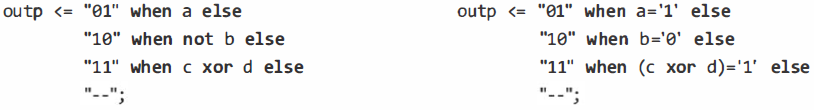 outp <= "01" when a else
"10" when not b else
"11" when c xor d else
"--";
outp <= "01" when a='1' else
"10" when b='0' else
"11" when (c xor d)='1’ else
"--";